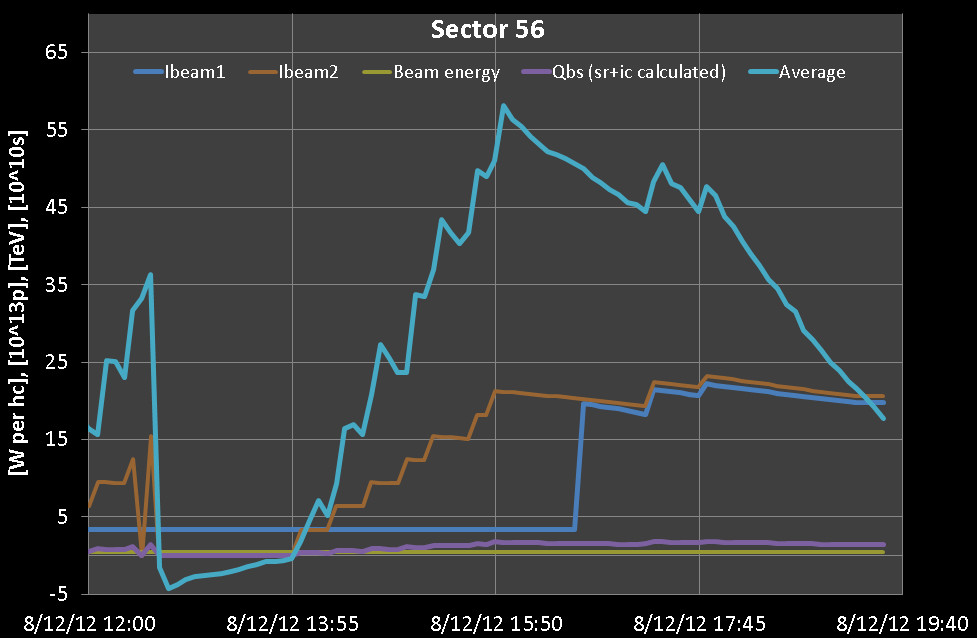 Sector 56
Ibeam1 Ibeam2 Beam energy Qbs (sr+ic calculated) Average
[W per hc], [10^13p], [TeV], [10^10s]
65
55
45
35
25
15
5
-5
8/12/12 12:00 8/12/12 13:55 8/12/12 15:50 8/12/12 17:45 8/12/12 19:40